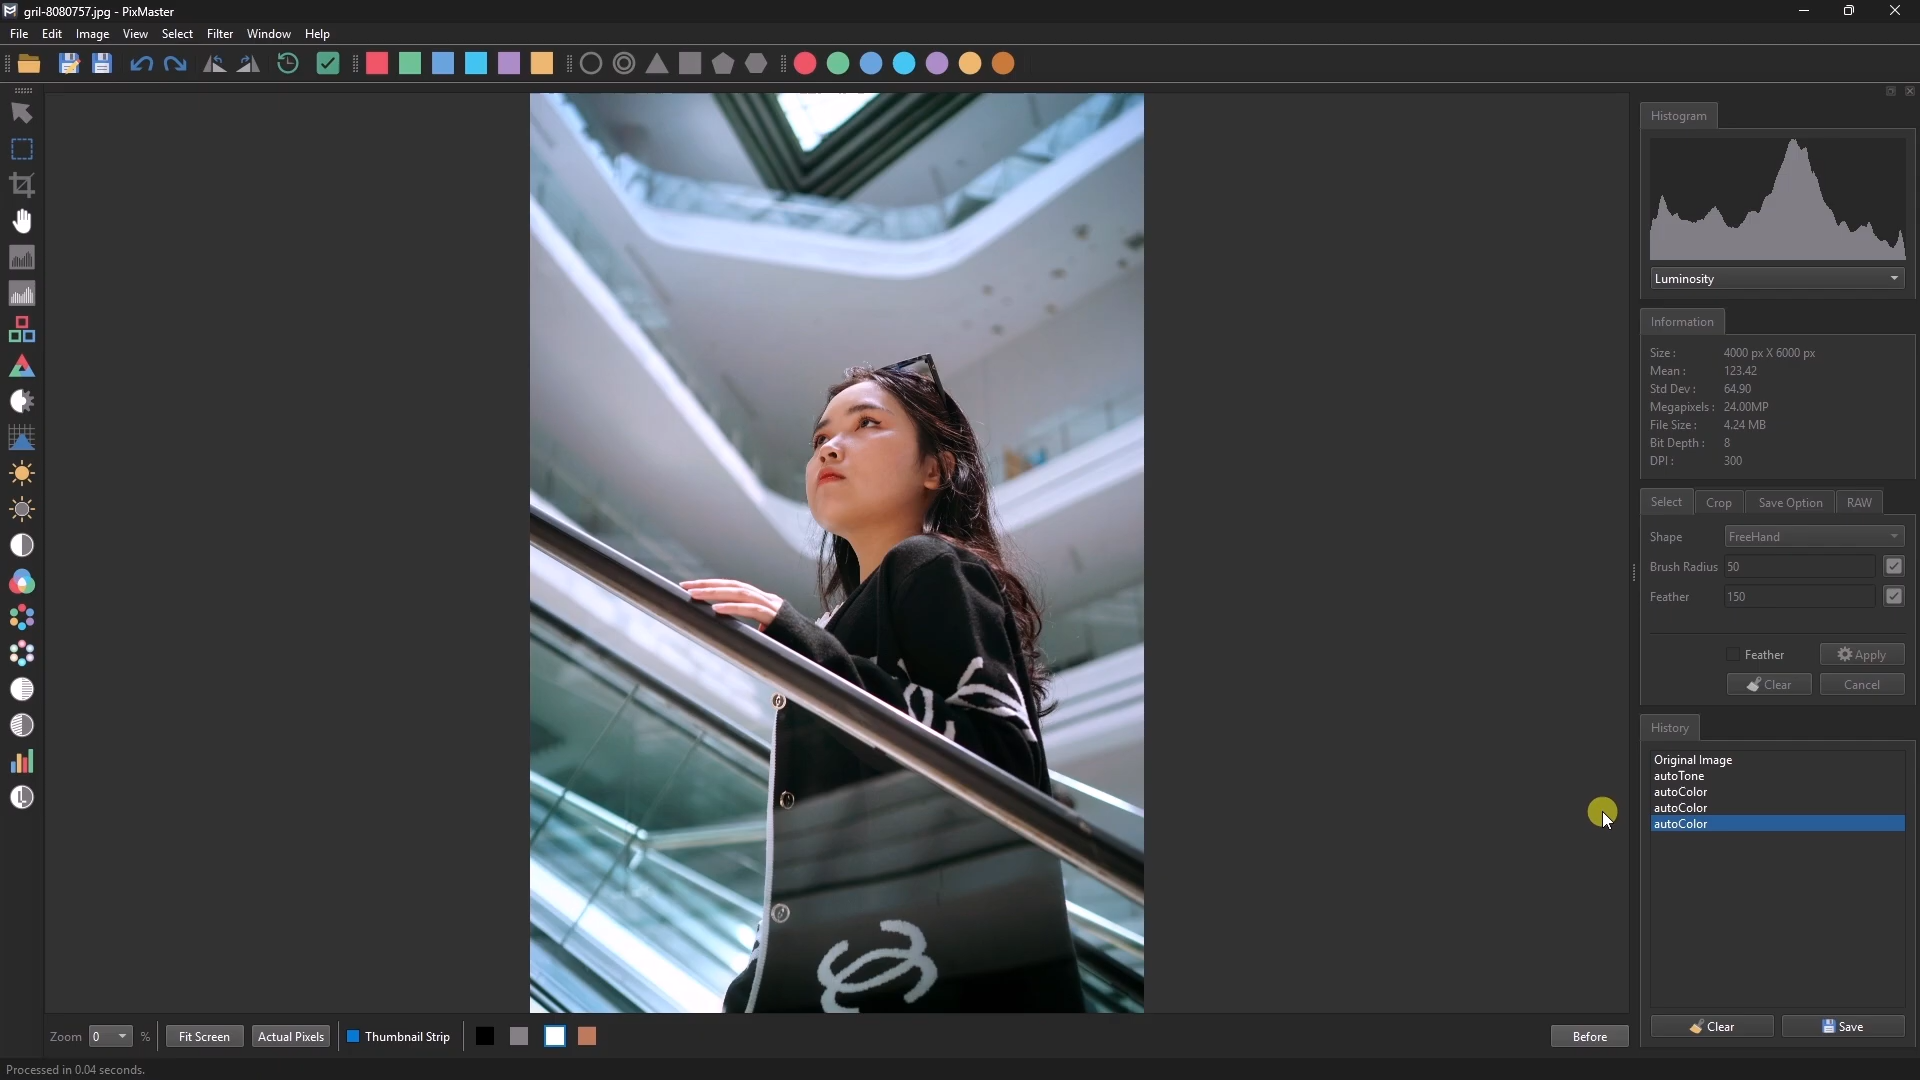 gril-8080757.jpg - PixMaster
File Edit Image View Select Filter Window Help
Histogram
Luminosity
Information
Size : 4000 px X 6000 px
Mean : 123.42
Std Dev : 64.90
Megapixels : 24.00MP
File Size : 4.24 MB
Bit Depth : 8
DPI : 300
Select Crop Save Option RAW
Shape FreeHand
Brush Radius 50
Feather 150
Feather Apply
Clear Cancel
History
Original Image
autoTone
autoColor
autoColor
autoColor
Clear Save
Zoom 0 % Fit Screen Actual Pixels Thumbnail Strip Before
Processed in 0.04 seconds.